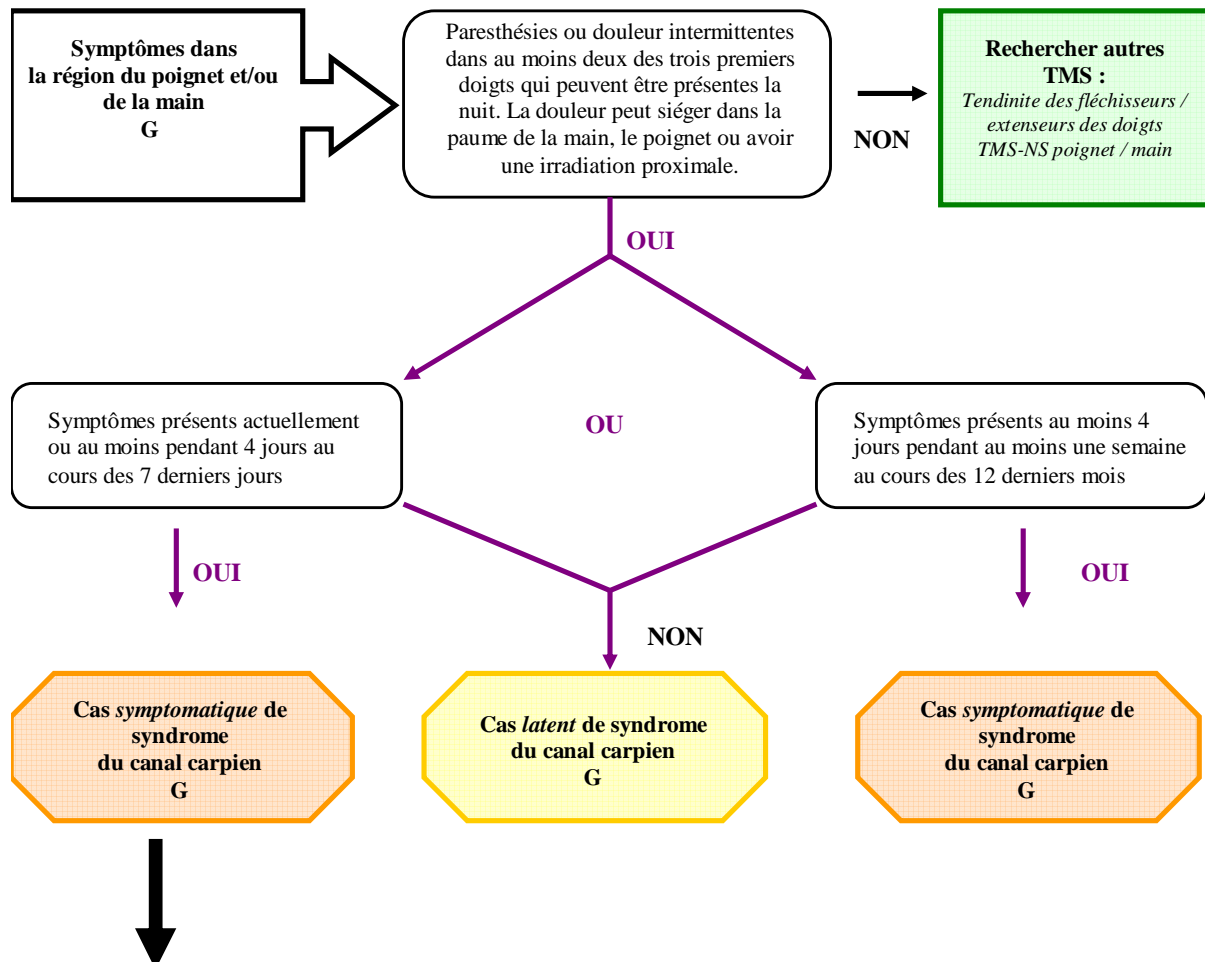 Symptômes dans
la région du poignet et/ou
de la main
G
Paresthésies ou douleur intermittentes
dans au moins deux des trois premiers
doigts qui peuvent être présentes la
nuit. La douleur peut siéger dans la
paume de la main, le poignet ou avoir
une irradiation proximale.
NON
Rechercher autres
TMS :
Tendinite des fléchisseurs /
extenseurs des doigts
TMS-NS poignet / main
OUI
Symptômes présents actuellement
ou au moins pendant 4 jours au
cours des 7 derniers jours
OU
Symptômes présents au moins 4
jours pendant au moins une semaine
au cours des 12 derniers mois
OUI
NON
OUI
Cas symptomatique de
syndrome
du canal carpien
G
Cas latent de syndrome
du canal carpien
G
Cas symptomatique de
syndrome
du canal carpien
G